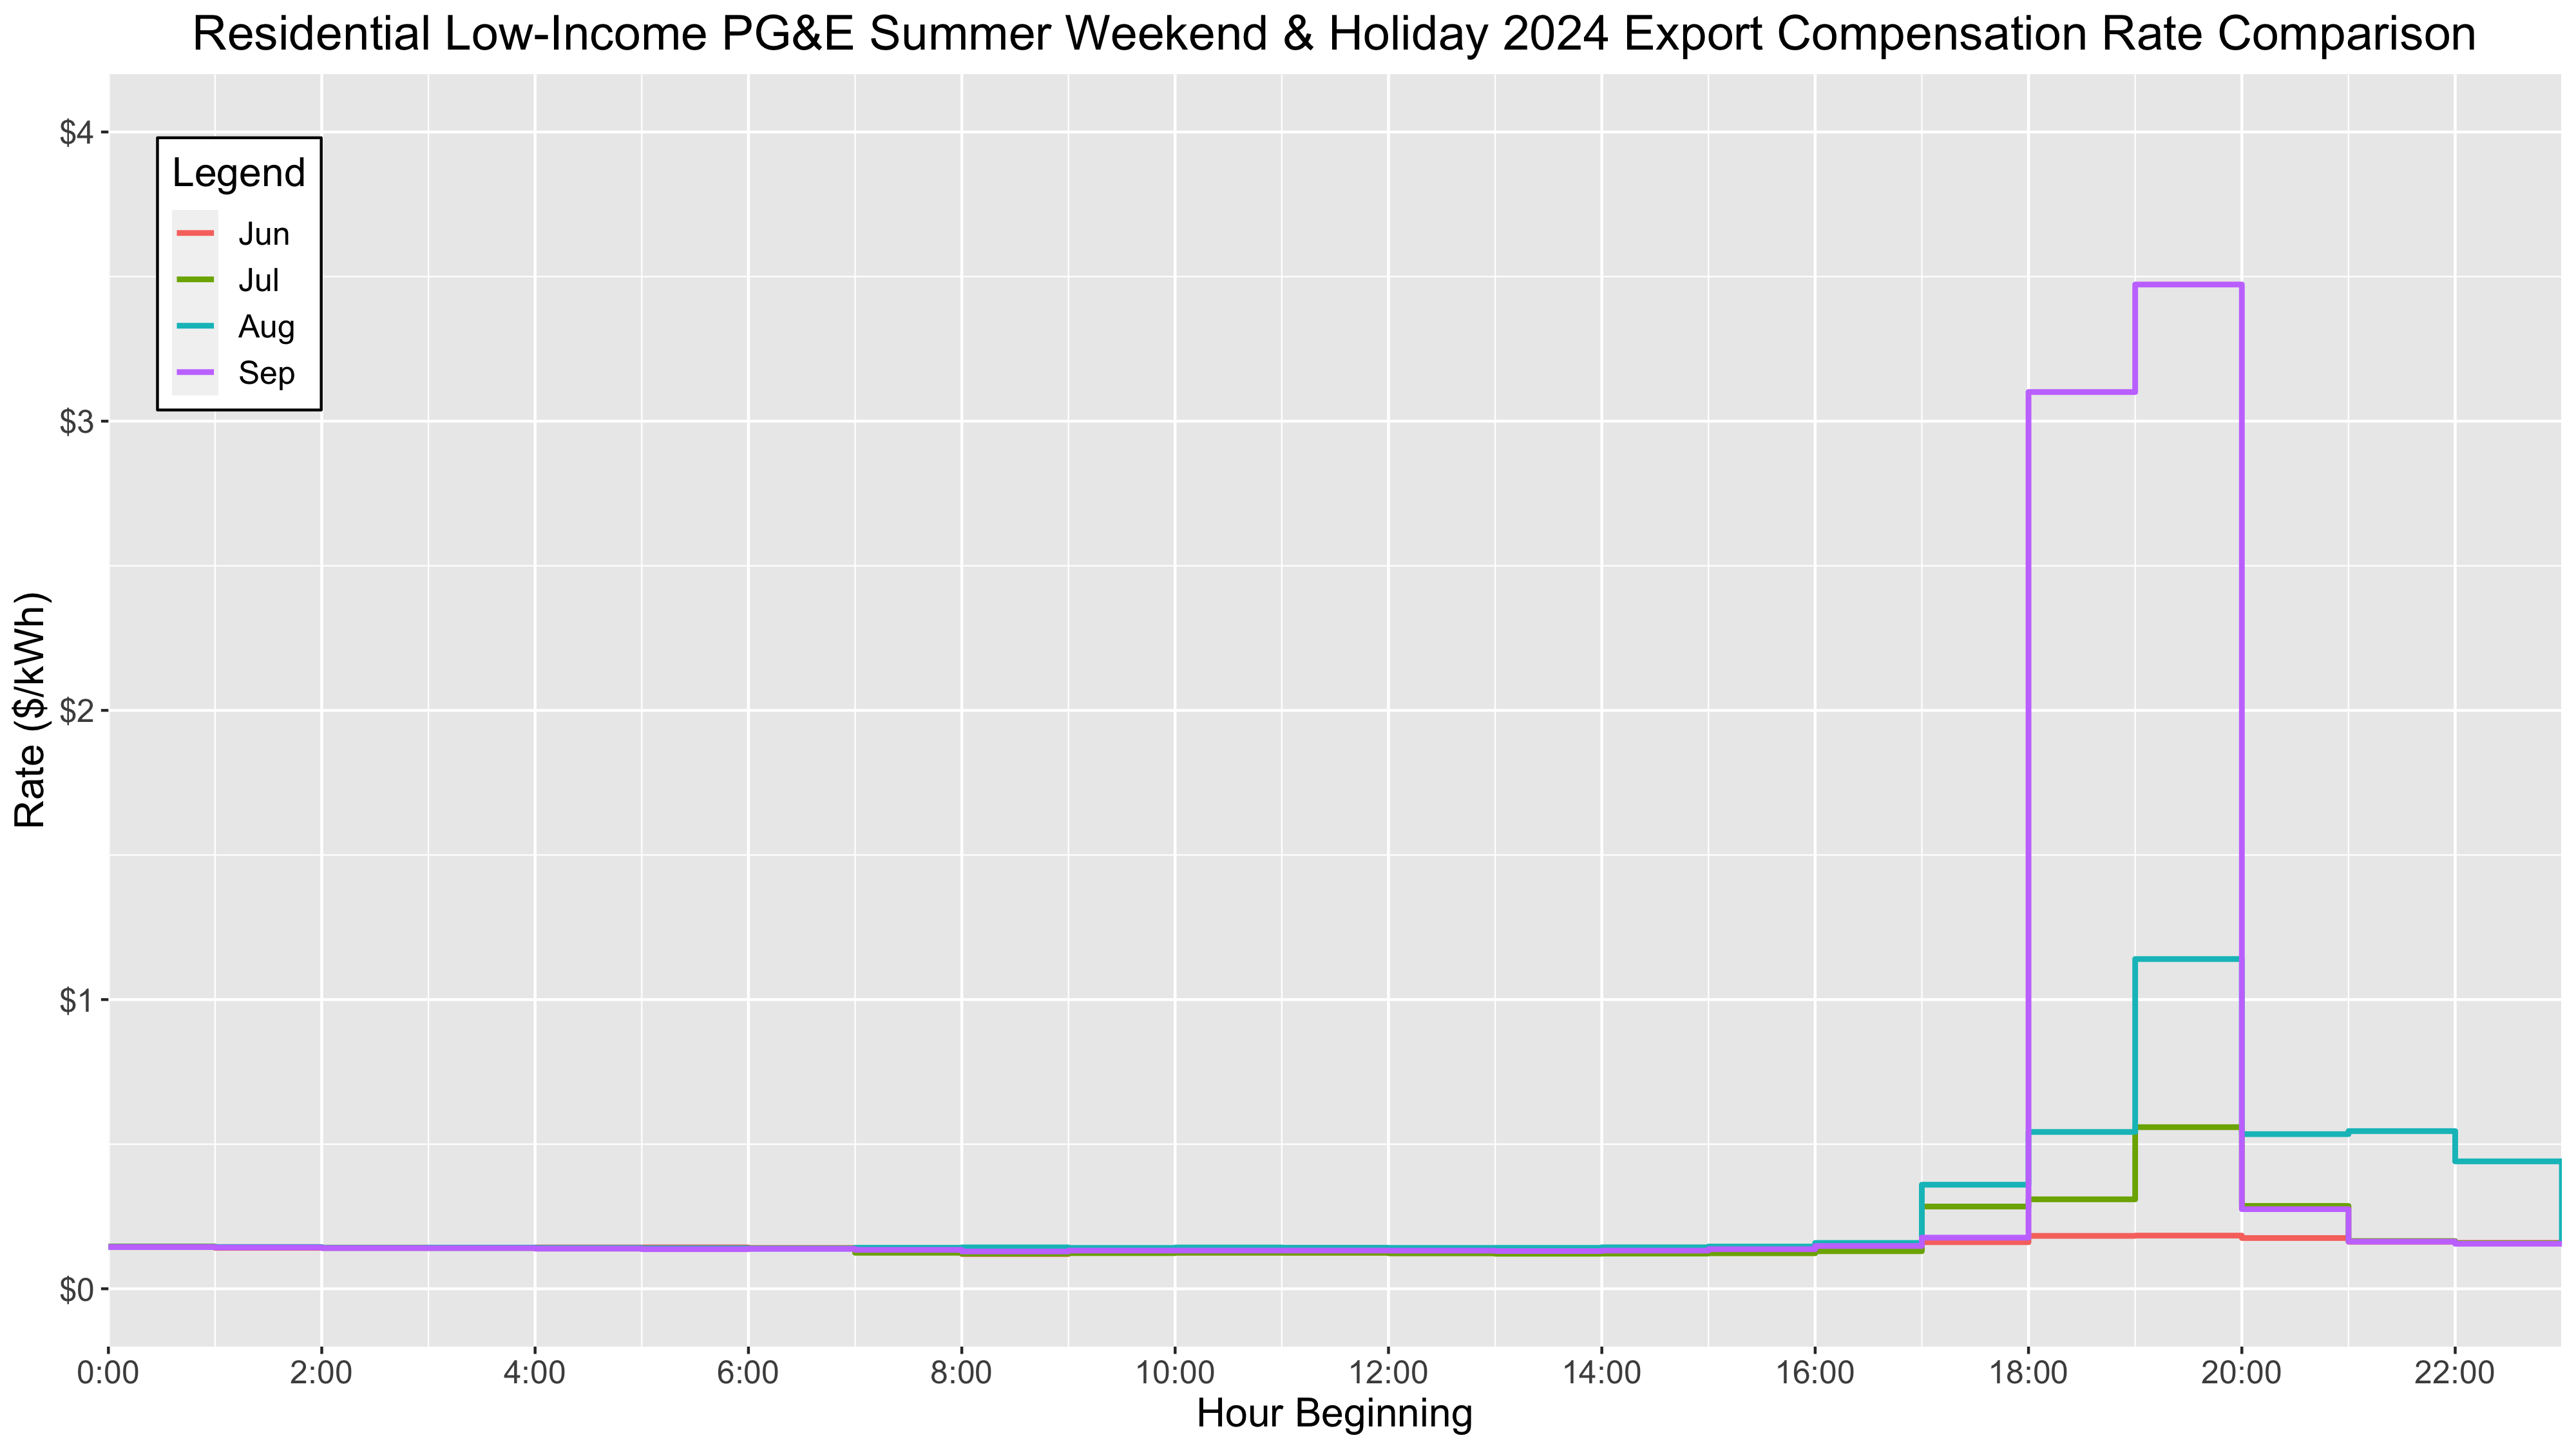 Residential Low-Income PG&E Summer Weekend & Holiday 2024 Export Compensation Rate Comparison
$4
Legend
Jun
Jul
Aug
Sep
$3
Rate ($/kWh)
$2
$1
$0
0:00 2:00 4:00 6:00 8:00 10:00 12:00 14:00 16:00 18:00 20:00 22:00
Hour Beginning